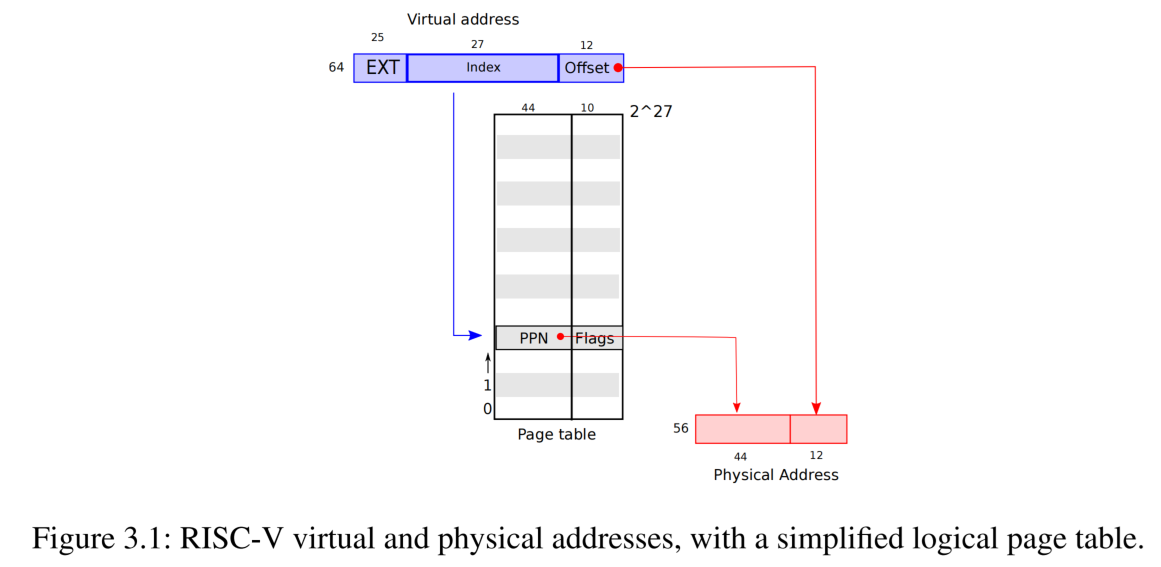 Virtual address
25
27
12
64
EXT
Index
Offset
44
10
2^27
PPN
Flags
1
0
Page table
56
44
12
Physical Address
Figure 3.1: RISC-V virtual and physical addresses, with a simplified logical page table.